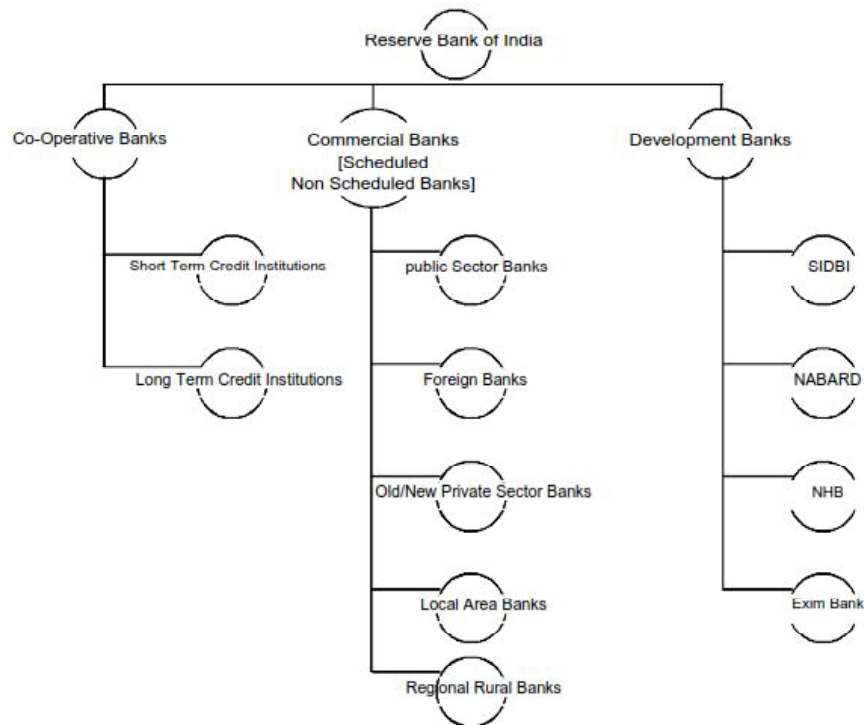 Reserve Bank of India
Co-Operative Banks
Commercial Banks
[Scheduled
Non Scheduled Banks]
Development Banks
Short Term Credit Institutions
public Sector Banks
SIDBI
Long Term Credit Institutions
Foreign Banks
NABARD
Old/New Private Sector Banks
NHB
Local Area Banks
Exim Bank
Regional Rural Banks